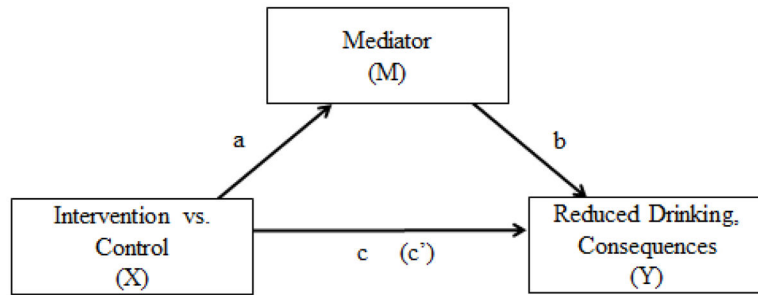 Mediator
(M)
a
b
Intervention vs.
Control
(X)
c (c’)
Reduced Drinking,
Consequences
(Y)